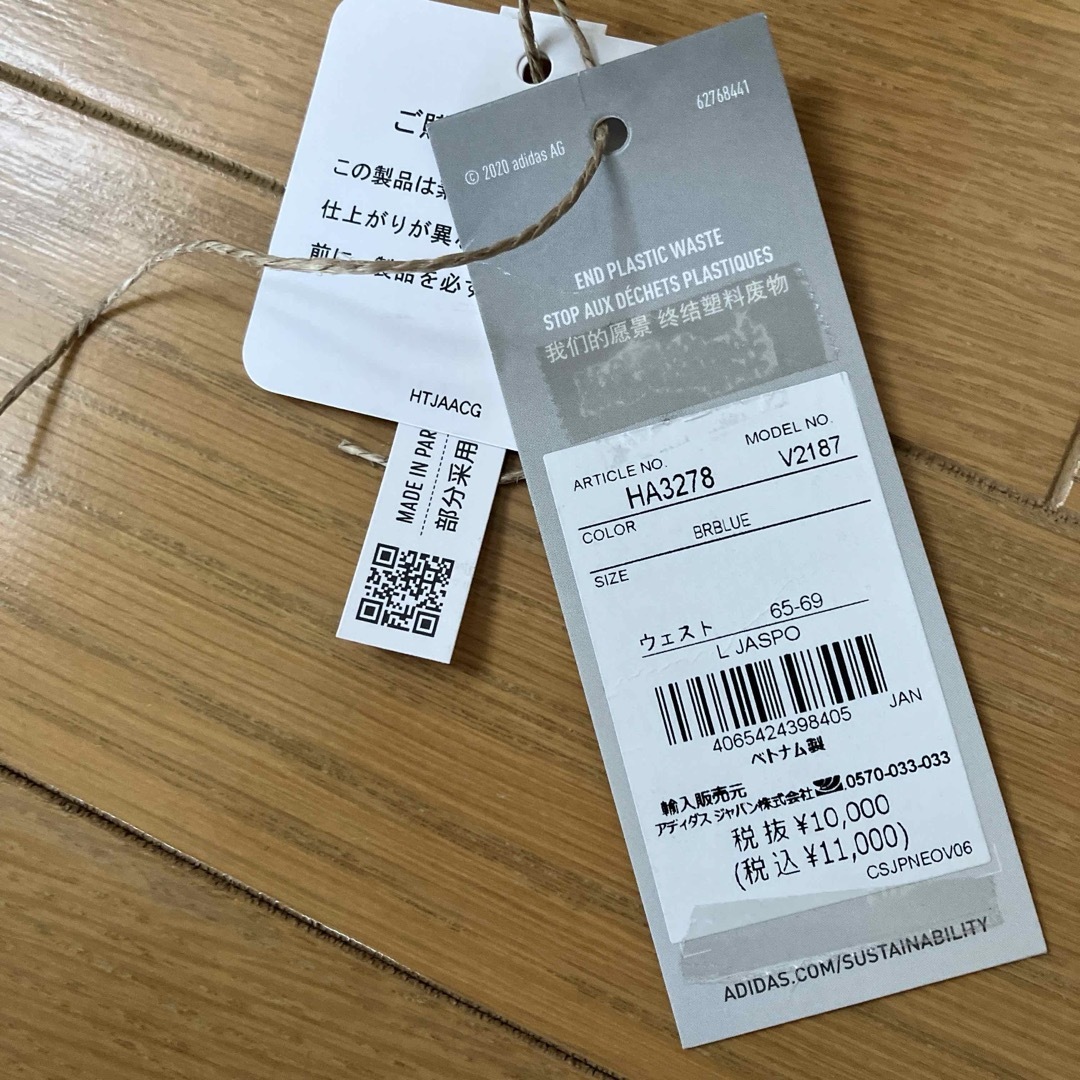 ご購
この製品は
仕上がりが異
前に、製品を必ず
HTJAACG
MADE IN PAR
部分采用
62768441
© 2020 adidas AG
END PLASTIC WASTE
STOP AUX DÉCHETS PLASTIQUES
我们的愿景 终结塑料废物
ARTICLE NO. MODEL NO.
HA3278 V2187
COLOR BRBLUE
SIZE
ウェスト 65-69
L JASPO
4065424398405 JAN
ベトナム製
輸入販売元
アディダス ジャパン株式会社 0570-033-033
税抜 ¥10,000
(税込 ¥11,000)
CSJPNEOV06
ADIDAS.COM/SUSTAINABILITY